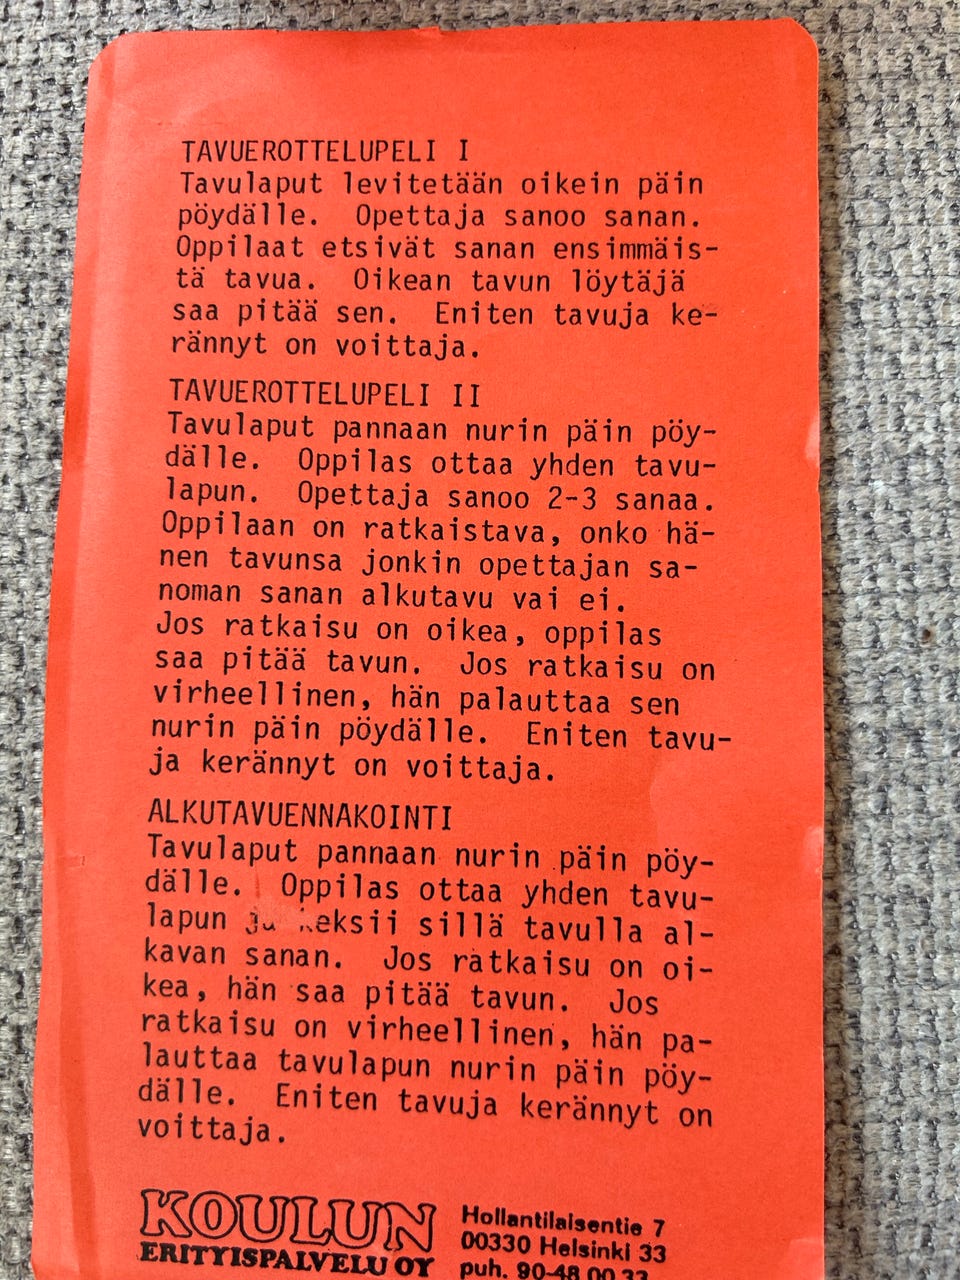 TAVUEROTTELUPELI I
Tavulaput levitetään oikein päin
pöydälle. Opettaja sanoo sanan.
Oppilaat etsivät sanan ensimmäis-
tä tavua. Oikean tavun löytäjä
saa pitää sen. Eniten tavuja ke-
rännyt on voittaja.
TAVUEROTTELUPELI II
Tavulaput pannaan nurin päin pöy-
dälle. Oppilas ottaa yhden tavu-
lapun. Opettaja sanoo 2-3 sanaa.
Oppilaan on ratkaistava, onko hä-
nen tavunsa jonkin opettajan sa-
noman sanan alkutavu vai ei.
Jos ratkaisu on oikea, oppilas
saa pitää tavun. Jos ratkaisu on
virheellinen, hän palauttaa sen
nurin päin pöydälle. Eniten tavu-
ja kerännyt on voittaja.
ALKUTAVUENNAKOINTI
Tavulaput pannaan nurin päin pöy-
dälle. Oppilas ottaa yhden tavu-
lapun ja keksii sillä tavulla al-
kavan sanan. Jos ratkaisu on oi-
kea, hän saa pitää tavun. Jos
ratkaisu on virheellinen, hän pa-
lauttaa tavulapun nurin päin pöy-
dälle. Eniten tavuja kerännyt on
voittaja.
KOULUN
ERITYISPALVELU OY
Hollantilaisentie 7
00330 Helsinki 33
puh. 90-48 00 33